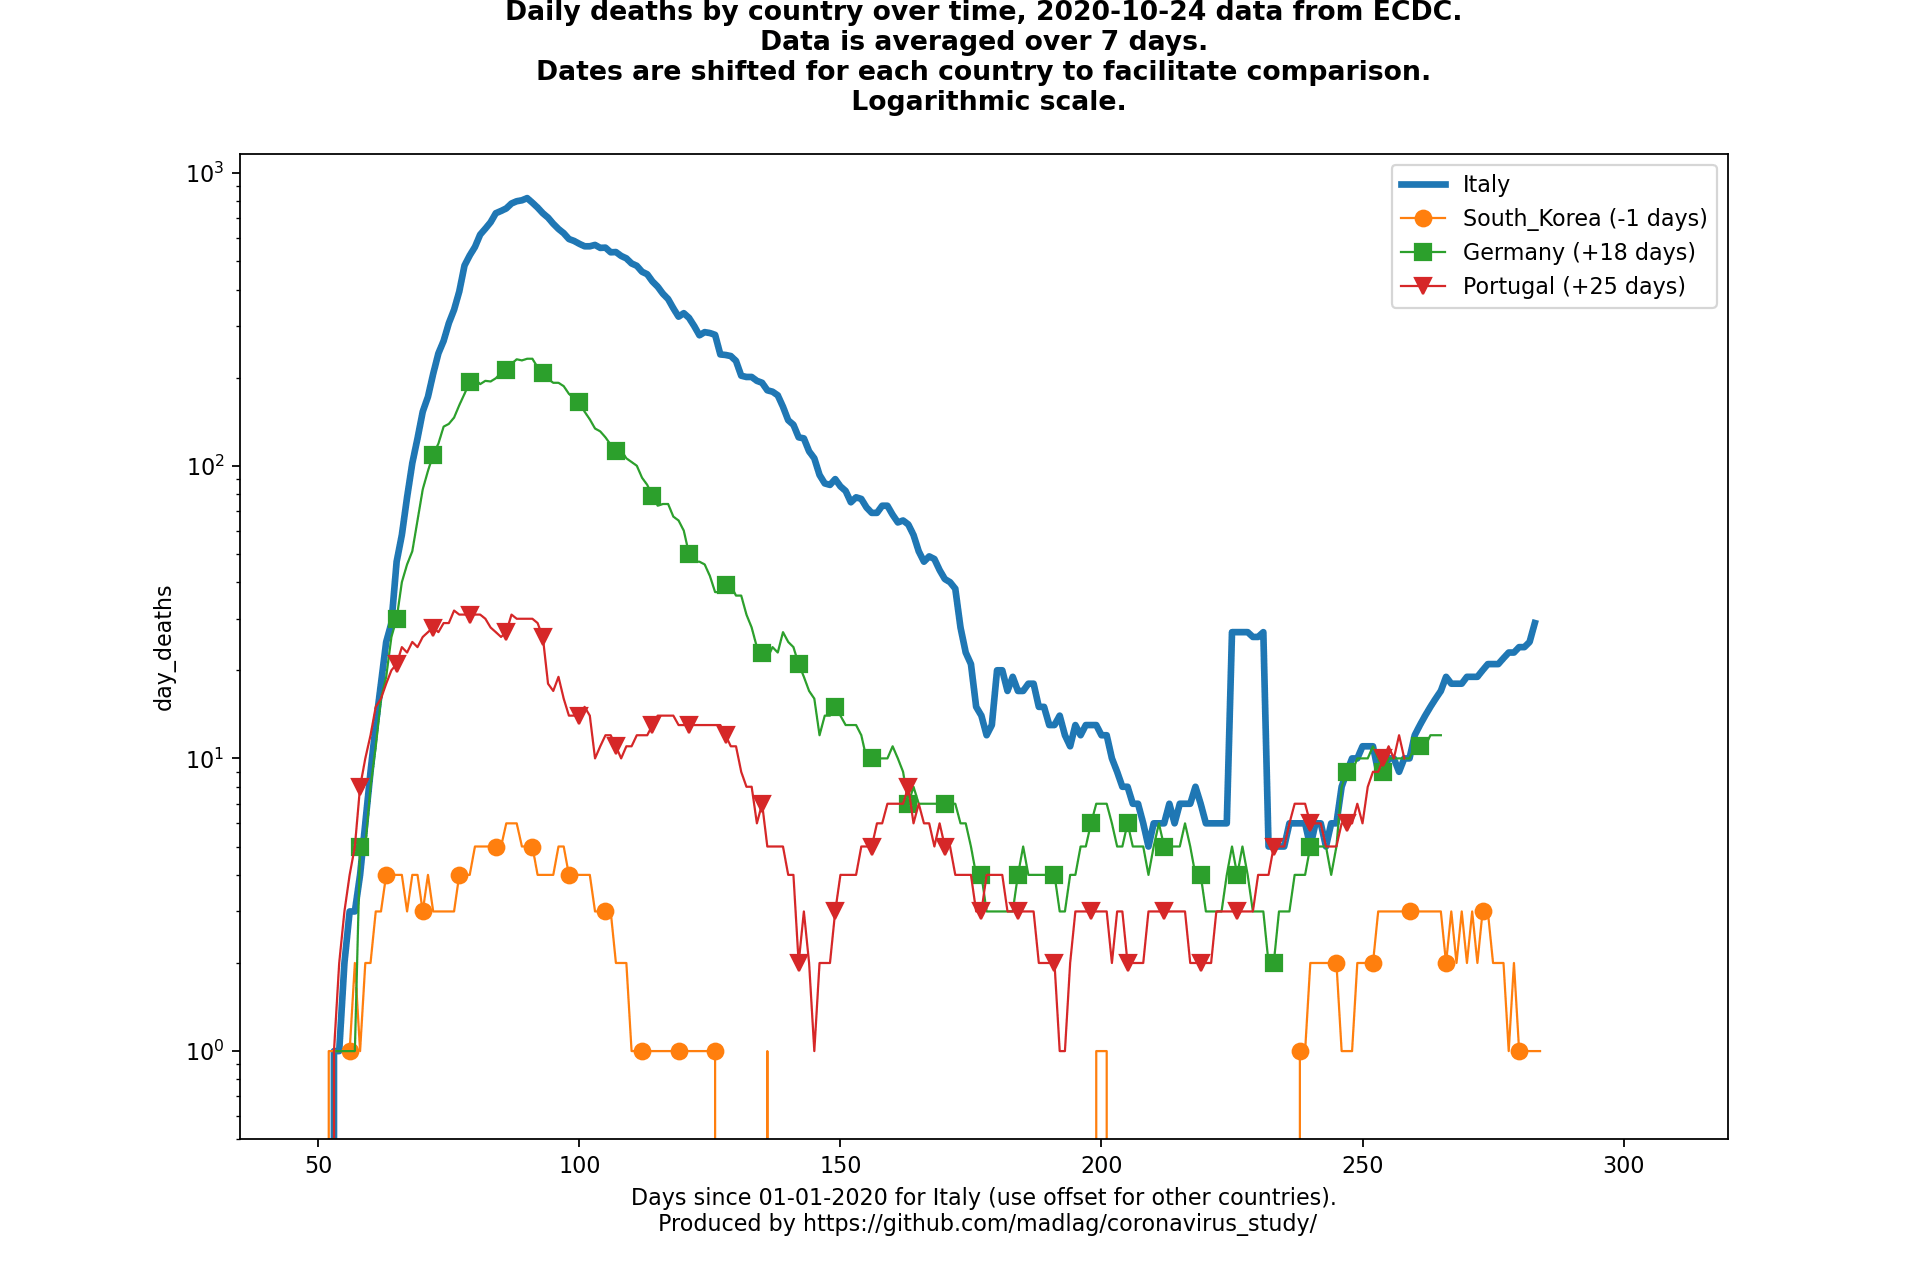 Daily deaths by country over time, 2020-10-24 data from ECDC.
Data is averaged over 7 days.
Dates are shifted for each country to facilitate comparison.
Logarithmic scale.
10³
10²
10¹
10⁰
day_deaths
Italy
South_Korea (-1 days)
Germany (+18 days)
Portugal (+25 days)
50 100 150 200 250 300
Days since 01-01-2020 for Italy (use offset for other countries).
Produced by https://github.com/madlag/coronavirus_study/